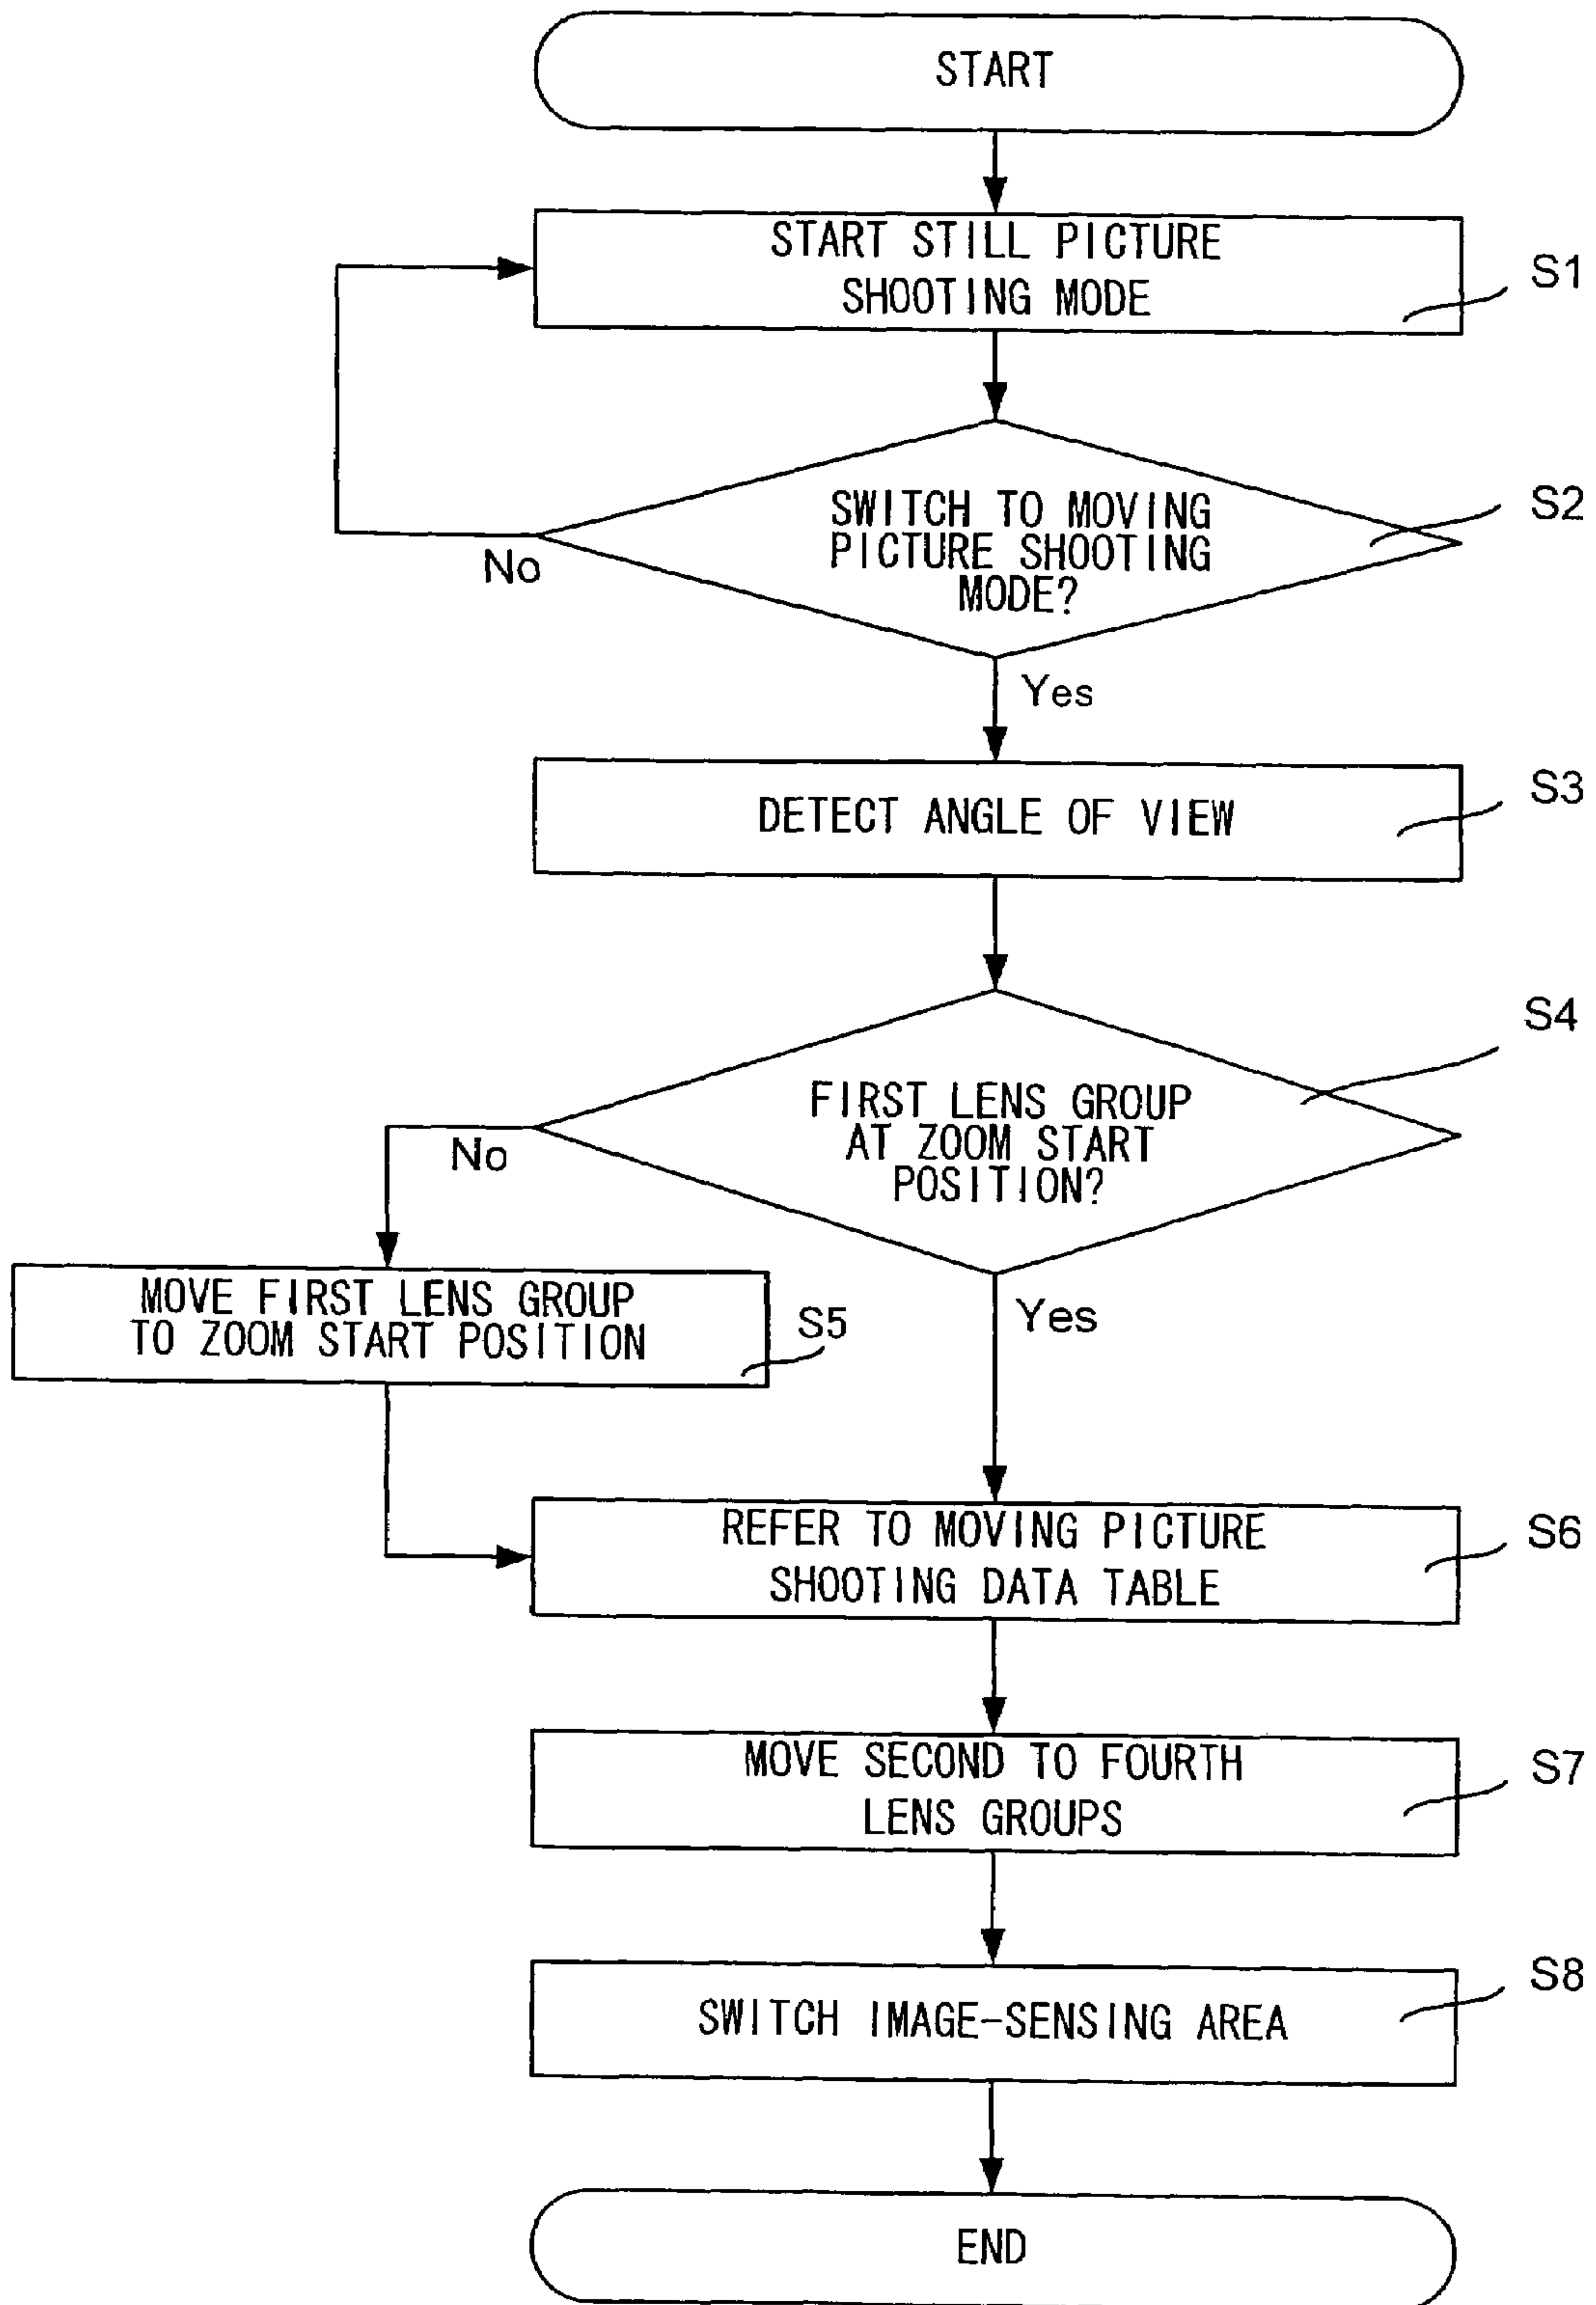 START
START STILL PICTURE
SHOOTING MODE
S1
SWITCH TO MOVING
PICTURE SHOOTING
MODE?
S2
No
Yes
DETECT ANGLE OF VIEW
S3
FIRST LENS GROUP
AT ZOOM START
POSITION?
S4
No
Yes
MOVE FIRST LENS GROUP
TO ZOOM START POSITION
S5
REFER TO MOVING PICTURE
SHOOTING DATA TABLE
S6
MOVE SECOND TO FOURTH
LENS GROUPS
S7
SWITCH IMAGE-SENSING AREA
S8
END